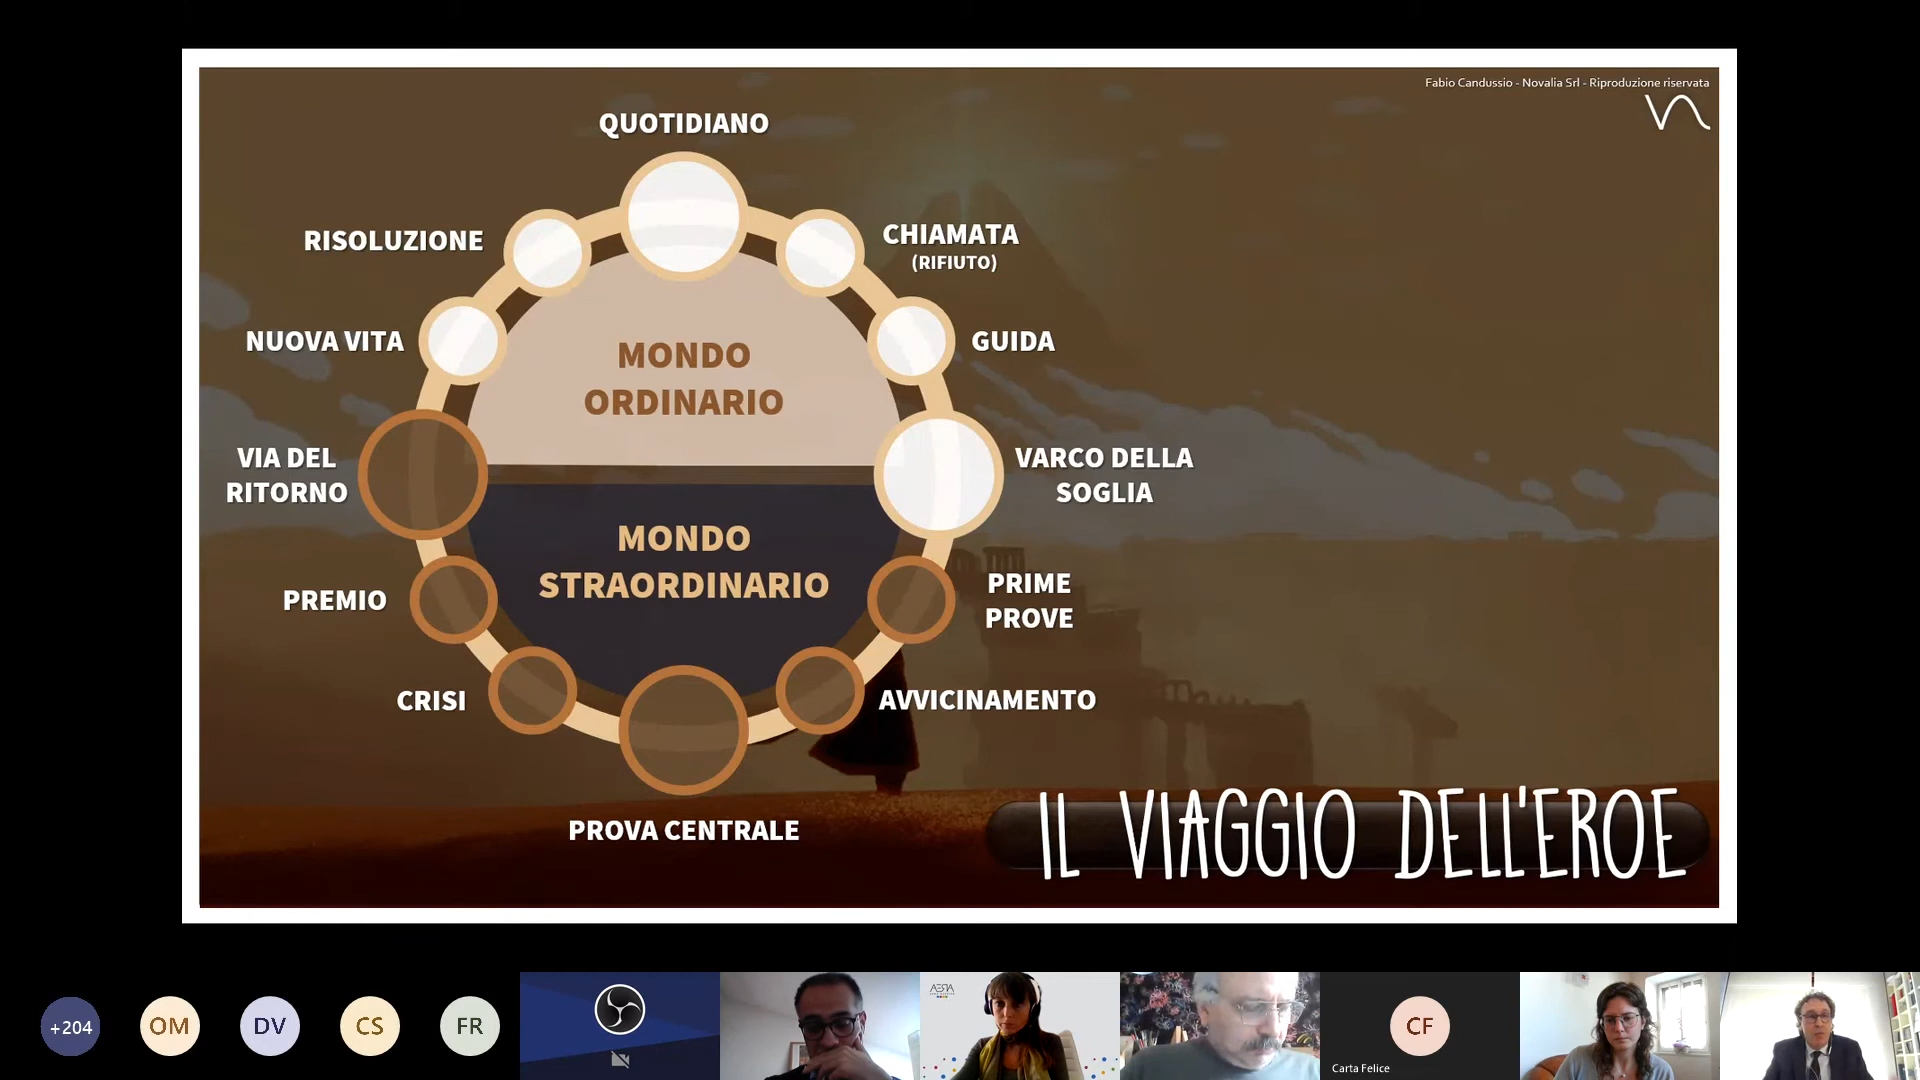 Fabio Candussio - Novalia Srl - Riproduzione riservata
QUOTIDIANO
RISOLUZIONE
CHIAMATA
(RIFIUTO)
NUOVA VITA
GUIDA
MONDO
ORDINARIO
VIA DEL
RITORNO
VARCO DELLA
SOGLIA
MONDO
STRAORDINARIO
PREMIO
PRIME
PROVE
CRISI
AVVICINAMENTO
PROVA CENTRALE
IL VIAGGIO DELL'EROE
+204
OM
DV
CS
FR
CF
Carta Felice